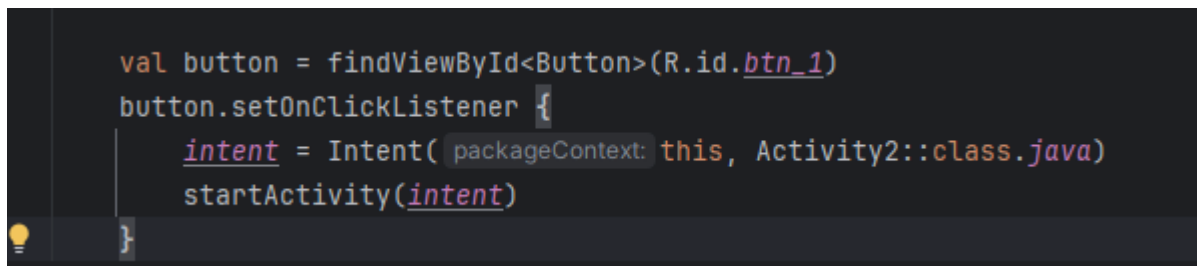 val button = findViewById<Button>(R.id.btn_1)
button.setOnClickListener {
intent = Intent( packageContext: this, Activity2::class.java)
startActivity(intent)
}